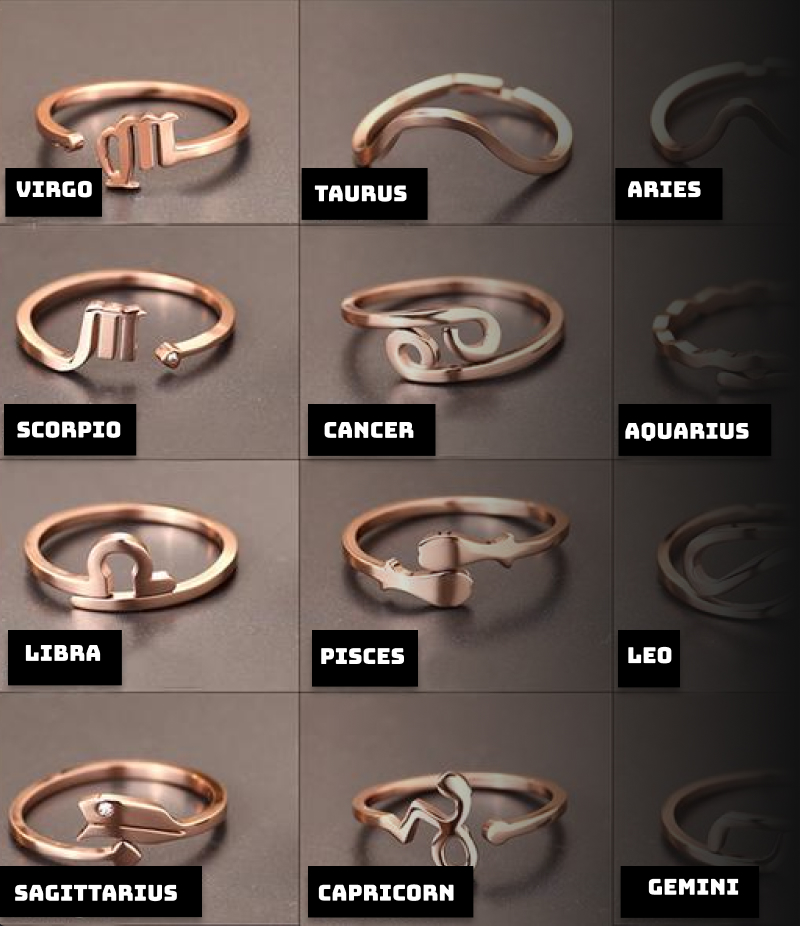 VIRGO
TAURUS
ARIES
SCORPIO
CANCER
AQUARIUS
LIBRA
PISCES
LEO
SAGITTARIUS
CAPRICORN
GEMINI